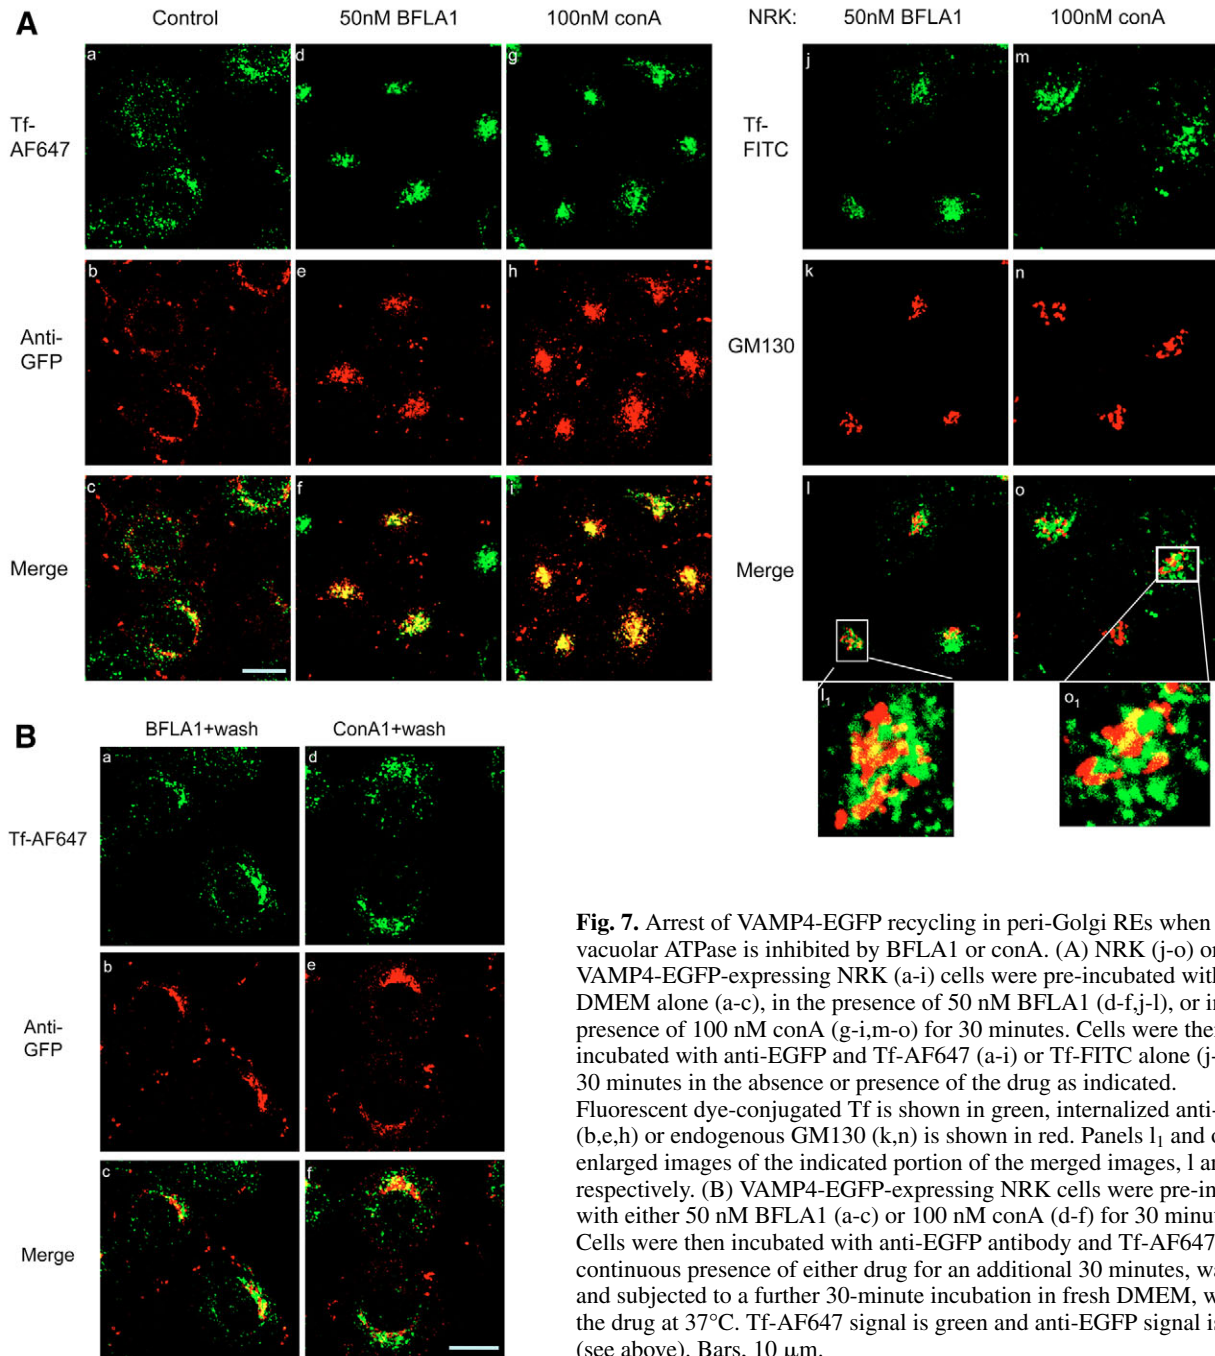 A
Control
50nM BFLA1
100nM conA
NRK:
50nM BFLA1
100nM conA
a
d
g
j
m
Tf-
AF647
Tf-
FITC
b
e
h
k
n
Anti-
GFP
GM130
c
f
i
l
o
Merge
Merge
l1
o1
B
BFLA1+wash
ConA1+wash
a
d
Tf-AF647
b
e
Anti-
GFP
c
f
Merge
Fig. 7. Arrest of VAMP4-EGFP recycling in peri-Golgi REs when
vacuolar ATPase is inhibited by BFLA1 or conA. (A) NRK (j-o) or
VAMP4-EGFP-expressing NRK (a-i) cells were pre-incubated with
DMEM alone (a-c), in the presence of 50 nM BFLA1 (d-f,j-l), or in
presence of 100 nM conA (g-i,m-o) for 30 minutes. Cells were then
incubated with anti-EGFP and Tf-AF647 (a-i) or Tf-FITC alone (j-
30 minutes in the absence or presence of the drug as indicated.
Fluorescent dye-conjugated Tf is shown in green, internalized anti-
(b,e,h) or endogenous GM130 (k,n) is shown in red. Panels l1 and
enlarged images of the indicated portion of the merged images, l
respectively. (B) VAMP4-EGFP-expressing NRK cells were pre-in
with either 50 nM BFLA1 (a-c) or 100 nM conA (d-f) for 30 minut
Cells were then incubated with anti-EGFP antibody and Tf-AF647
continuous presence of either drug for an additional 30 minutes, wa
and subjected to a further 30-minute incubation in fresh DMEM, w
the drug at 37°C. Tf-AF647 signal is green and anti-EGFP signal is
(see above). Bars, 10 μm.